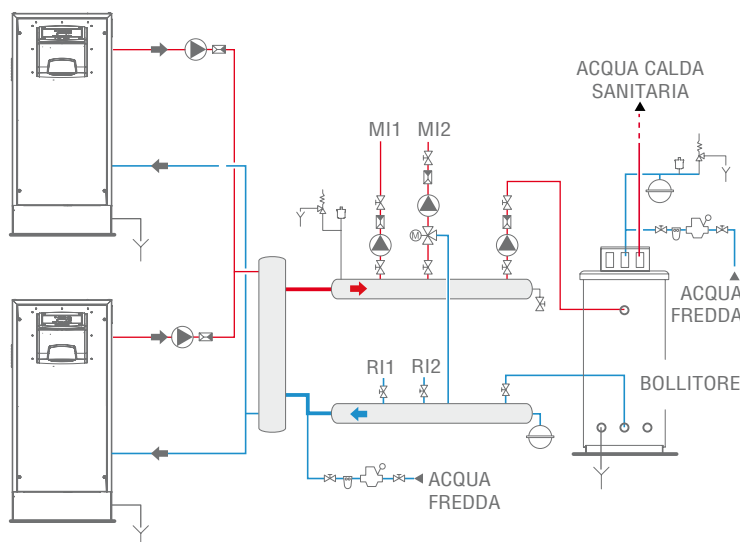 ACQUA CALDA
SANITARIA
MI1
MI2
M
ACQUA
FREDDA
RI1
RI2
BOLLITORE
ACQUA
FREDDA